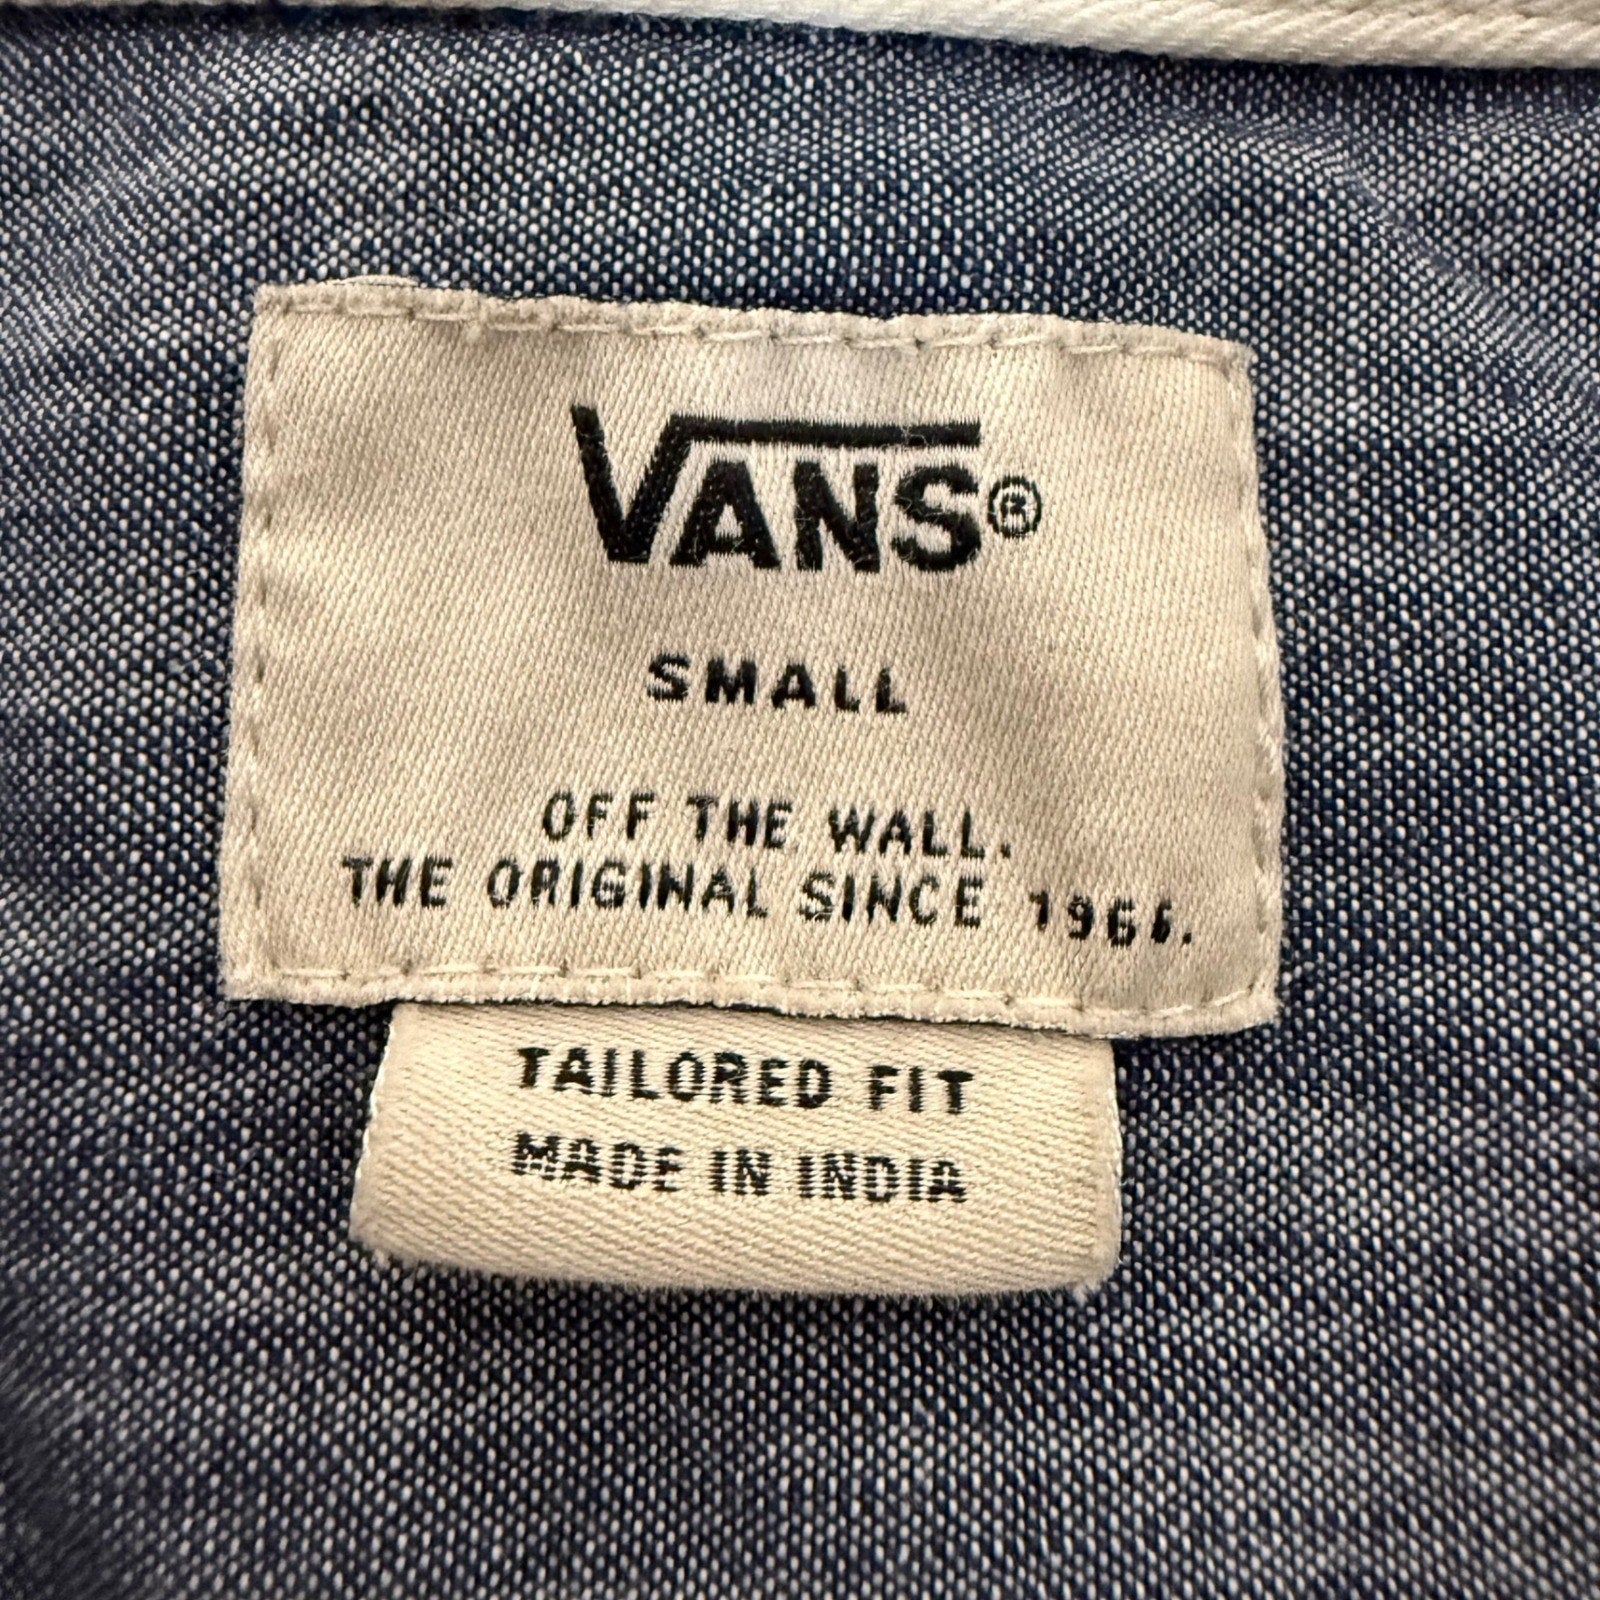 VANS®
SMALL
OFF THE WALL.
THE ORIGINAL SINCE 1966.
TAILORED FIT
MADE IN INDIA